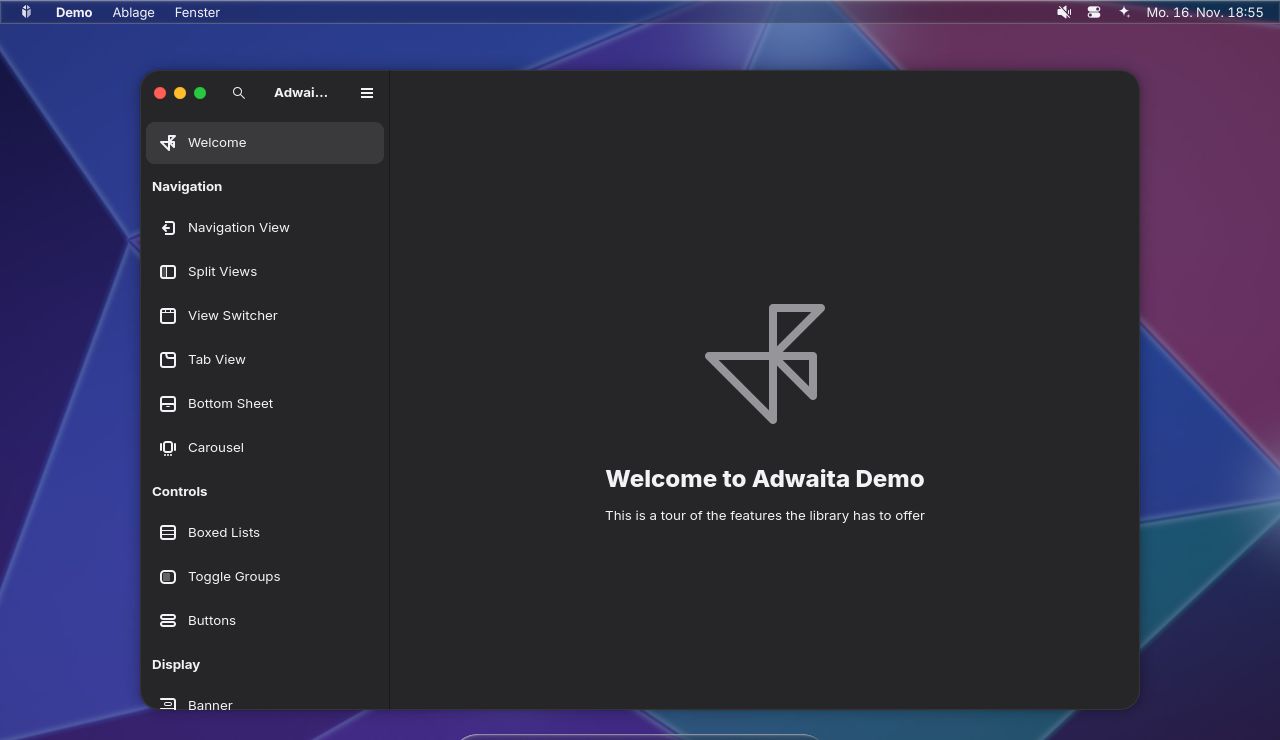 Demo Ablage Fenster Mo. 16. Nov. 18:55
Adwai...
Welcome
Navigation
Navigation View
Split Views
View Switcher
Tab View
Bottom Sheet
Carousel
Controls
Boxed Lists
Toggle Groups
Buttons
Display
Banner
Welcome to Adwaita Demo
This is a tour of the features the library has to offer